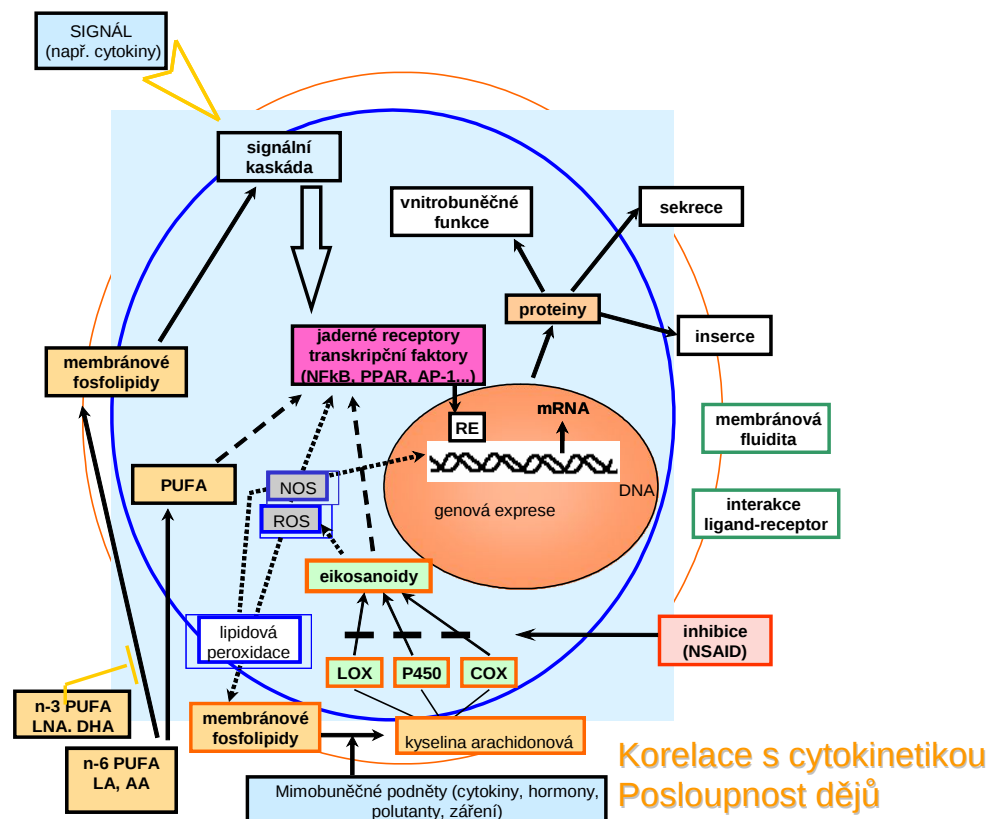 SIGNÁL
(např. cytokiny)
signální
kaskáda
vnitrobuněčné
funkce
sekrece
proteiny
inserce
jaderné receptory
transkripční faktory
(NFkB, PPAR, AP-1...)
membránové
fosfolipidy
RE
mRNA
membránová
fluidita
PUFA
NOS
ROS
DNA
genová exprese
interakce
ligand-receptor
eikosanoidy
lipidová
peroxidace
inhibice
(NSAID)
LOX
P450
COX
n-3 PUFA
LNA. DHA
membránové
fosfolipidy
kyselina arachidonová
n-6 PUFA
LA, AA
Mimobuněčné podněty (cytokiny, hormony,
polutanty, záření)
Korelace s cytokinetikou
Posloupnost dějů